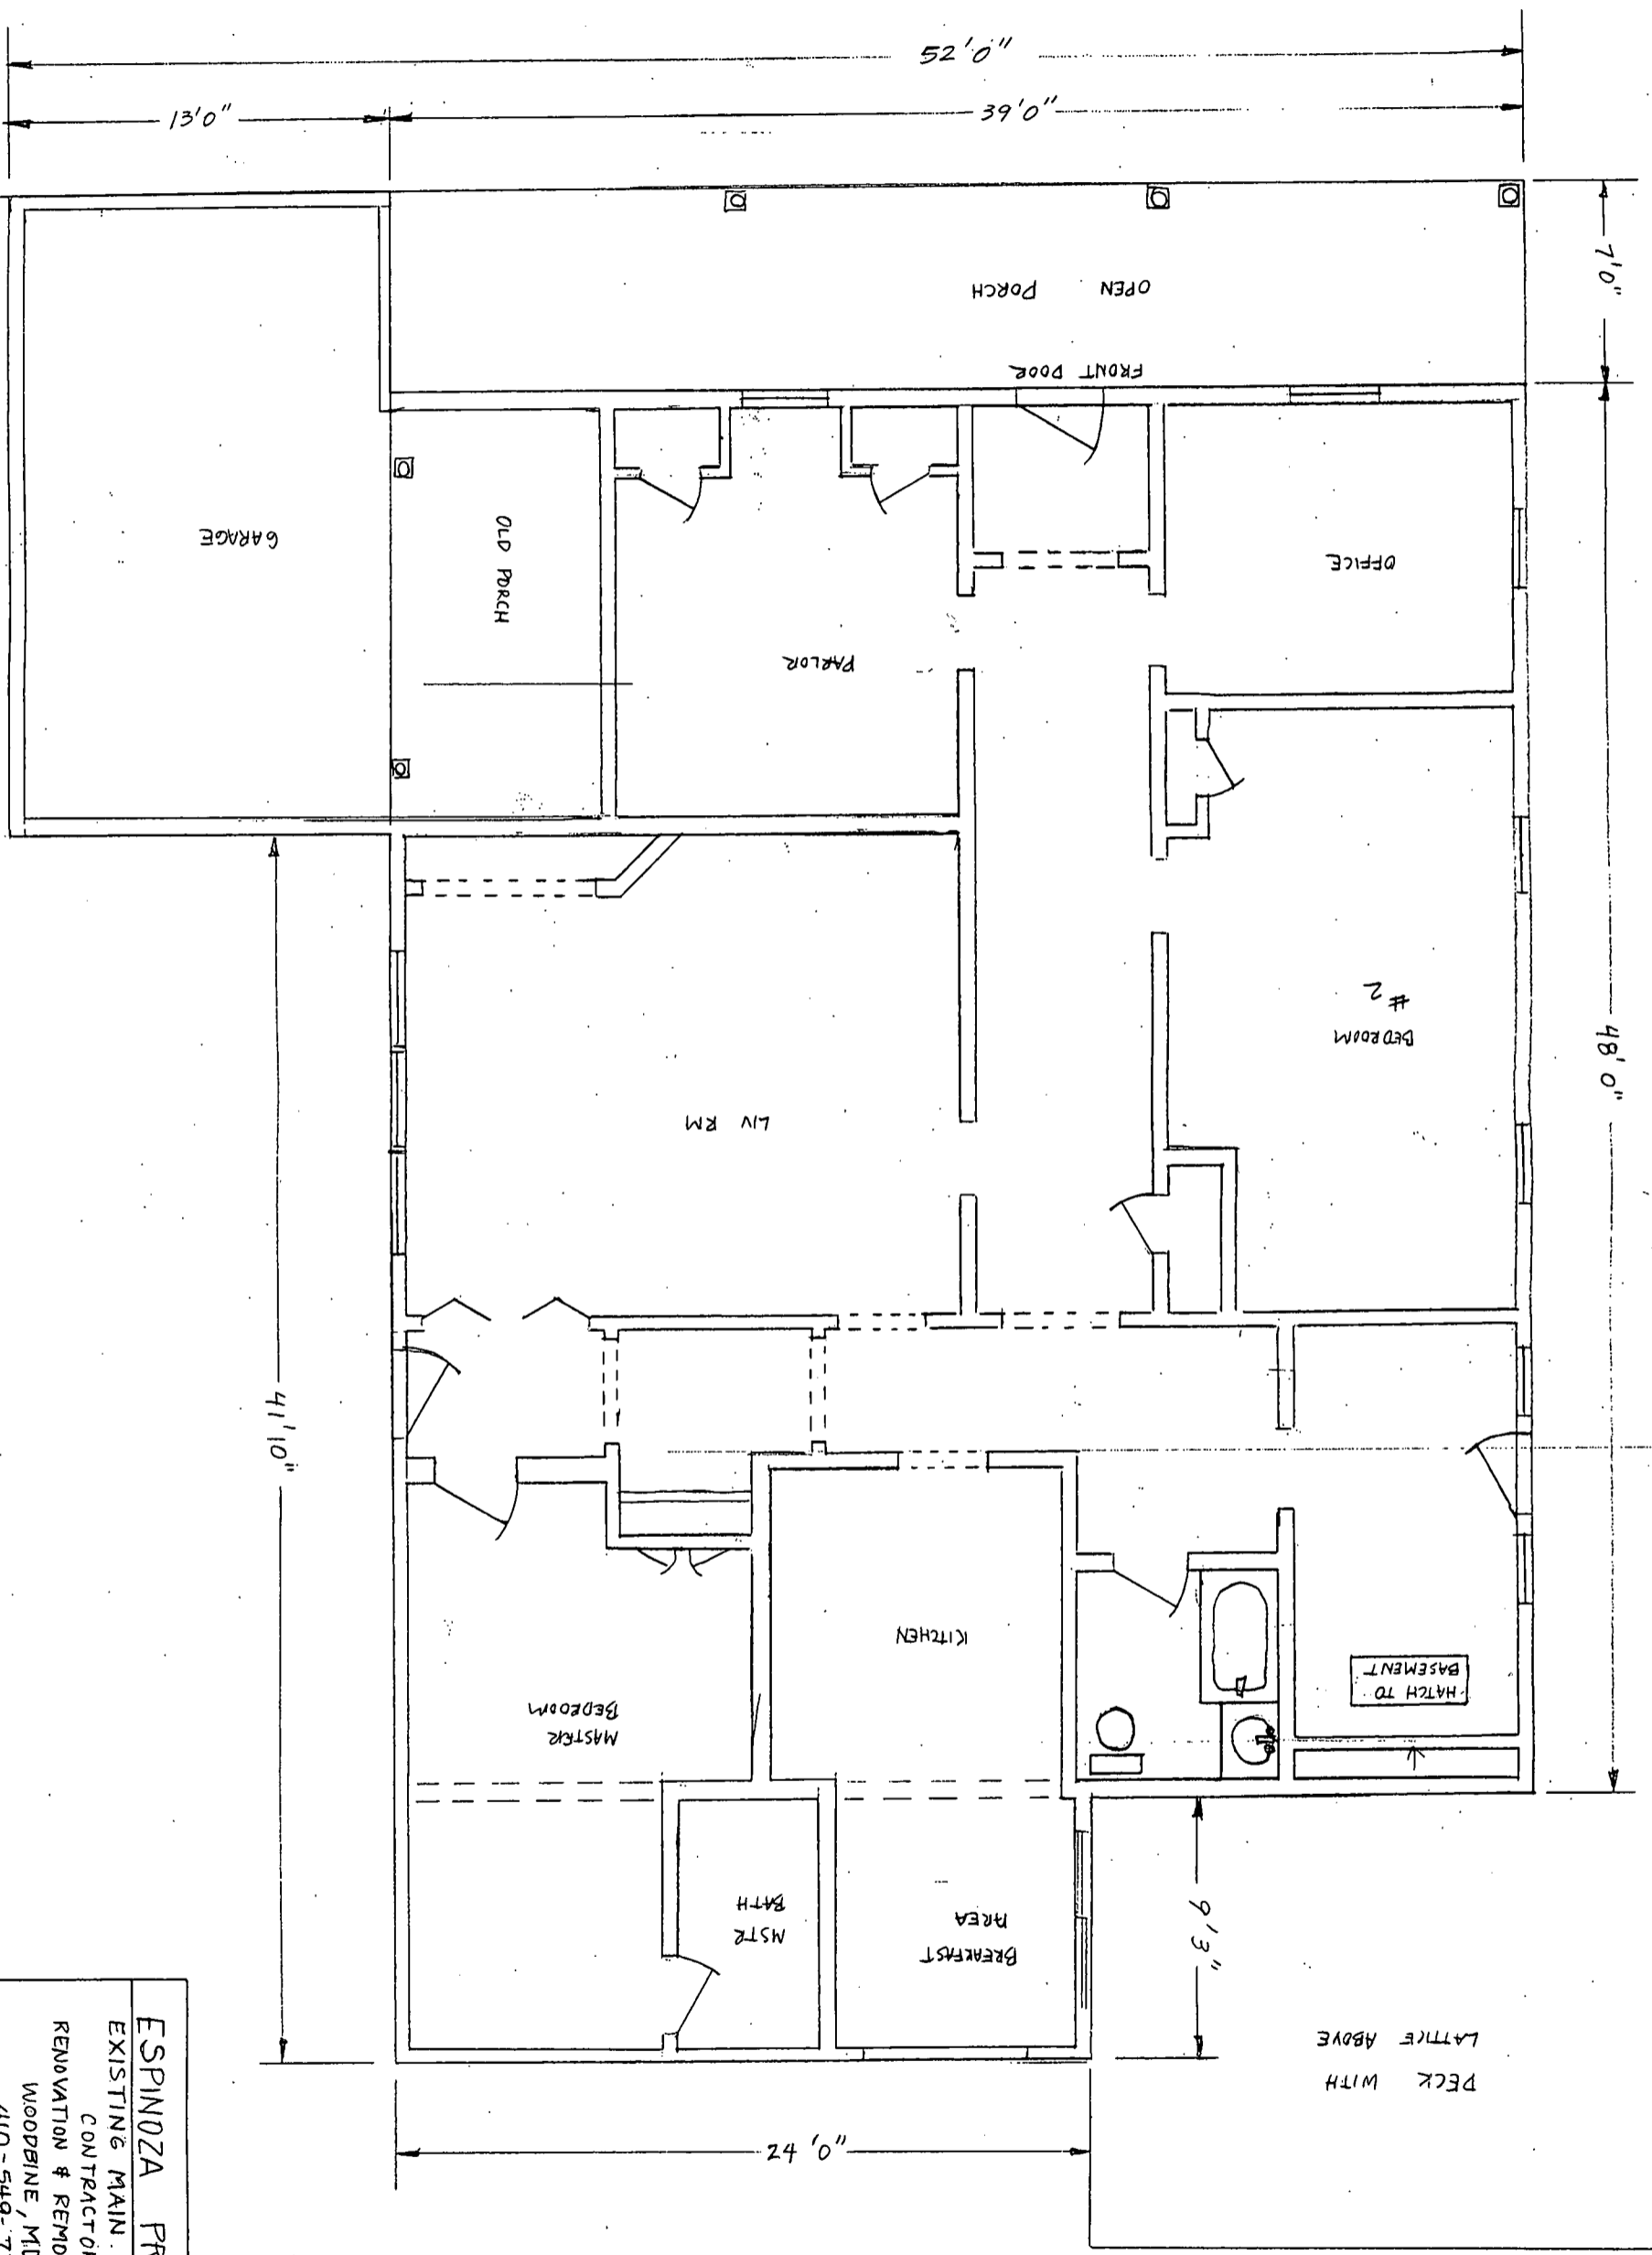 52'0"
13'0"
39'0"
7'0"
OPEN PORCH
FRONT DOOR
GARAGE
OLD PORCH
PARLOR
OFFICE
48'0"
BEDROOM
#2
LIV RM
41'10"
KITCHEN
HATCH TO
BASEMENT
MASTER
BEDROOM
MSTR
BATH
BREAKFAST
AREA
9'3"
DECK WITH
LATTICE ABOVE
24'0"
ESPINOZA
EXISTING MAIN
RENOVATION & REMO
WOODBINE, MD